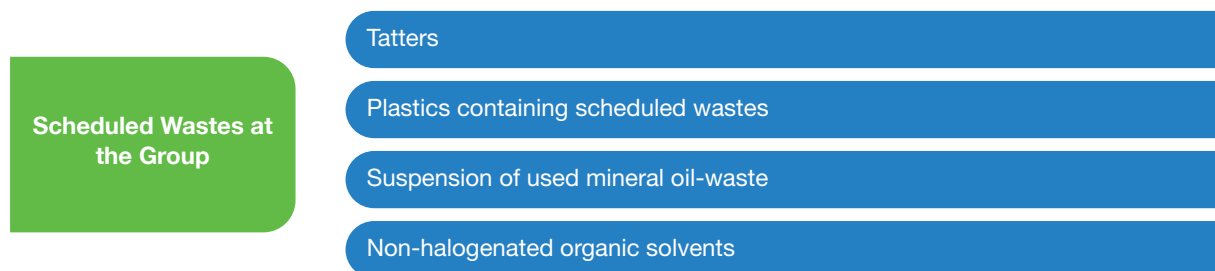 Scheduled Wastes at
the Group
Tatters
Plastics containing scheduled wastes
Suspension of used mineral oil-waste
Non-halogenated organic solvents